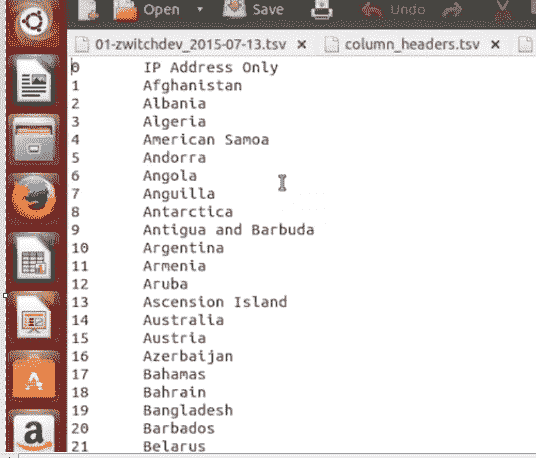 Open Save Undo
01-zwitchdev_2015-07-13.tsv column_headers.tsv
0 IP Address Only
1 Afghanistan
2 Albania
3 Algeria
4 American Samoa
5 Andorra
6 Angola
7 Anguilla
8 Antarctica
9 Antigua and Barbuda
10 Argentina
11 Armenia
12 Aruba
13 Ascension Island
14 Australia
15 Austria
16 Azerbaijan
17 Bahamas
18 Bahrain
19 Bangladesh
20 Barbados
21 Belarus